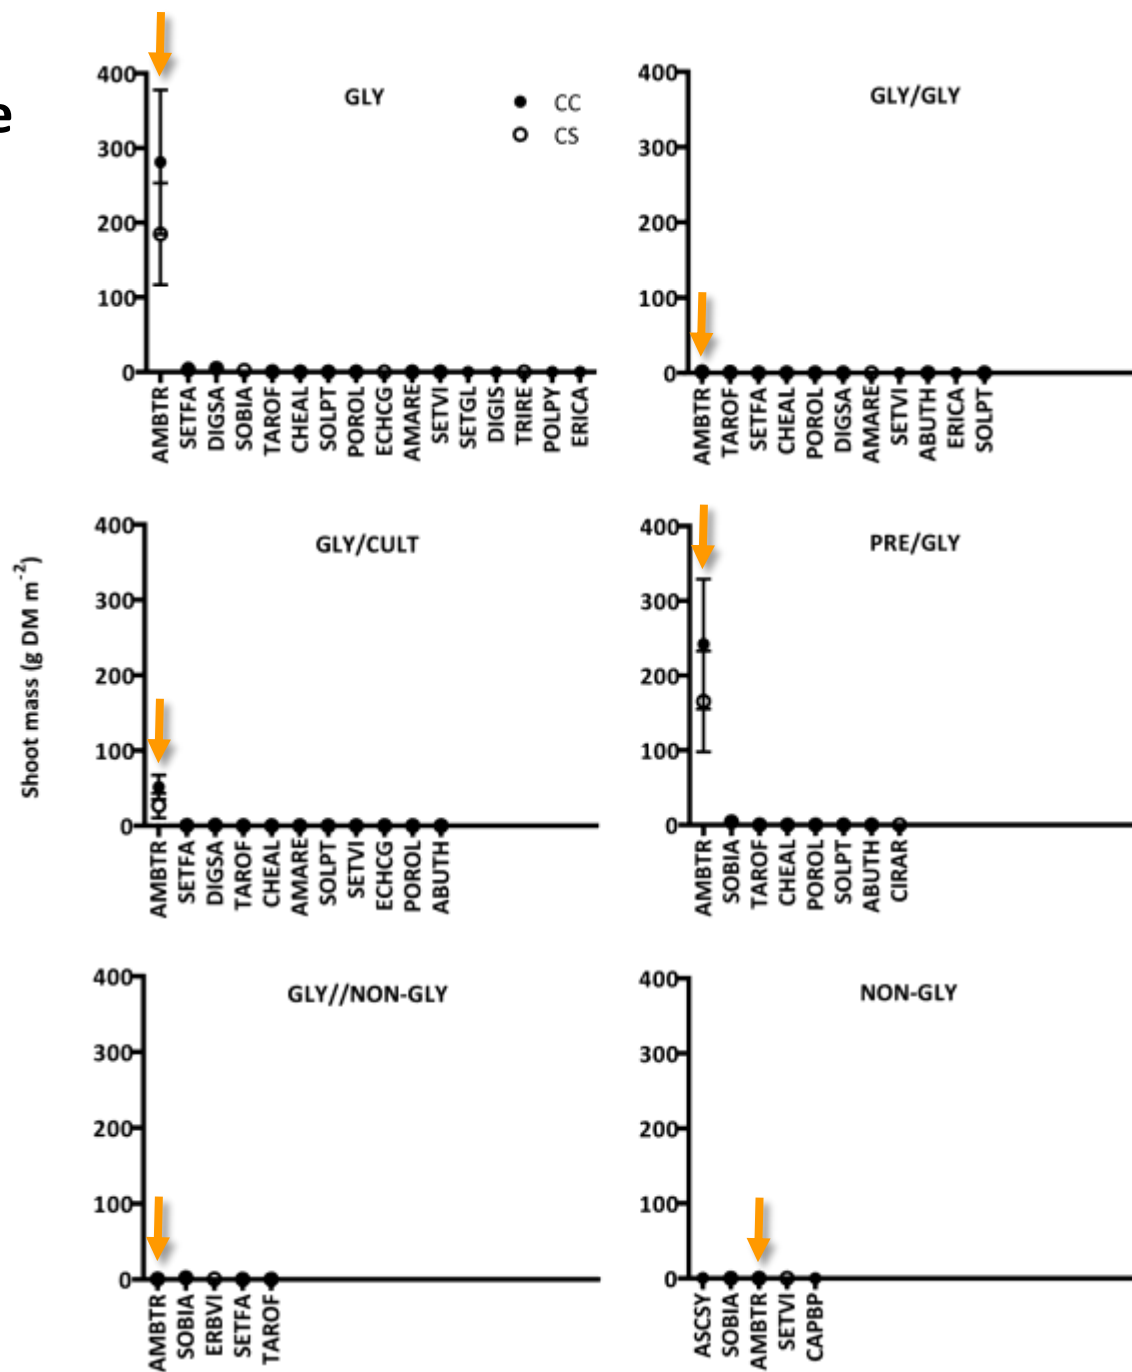 e
GLY
CC
CS
400
300
200
100
0
AMBTR
SETFA
DIGSA
SOBIA
TAROF
CHEAL
SOLPT
POROL
ECHCG
AMARE
SETVI
SETGL
DIGIS
TRIRE
POLPY
ERICA
GLY/GLY
400
300
200
100
0
AMBTR
TAROF
SETFA
CHEAL
POROL
DIGSA
AMARE
SETVI
ABUTH
ERICA
SOLPT
Shoot mass (g DM m⁻²)
GLY/CULT
400
300
200
100
0
AMBTR
SETFA
DIGSA
TAROF
CHEAL
AMARE
SOLPT
SETVI
ECHCG
POROL
ABUTH
PRE/GLY
400
300
200
100
0
AMBTR
SOBIA
TAROF
CHEAL
POROL
SOLPT
ABUTH
CIRAR
GLY//NON-GLY
400
300
200
100
0
AMBTR
SOBIA
ERBVI
SETFA
TAROF
NON-GLY
400
300
200
100
0
ASCSY
SOBIA
AMBTR
SETVI
CAPBP